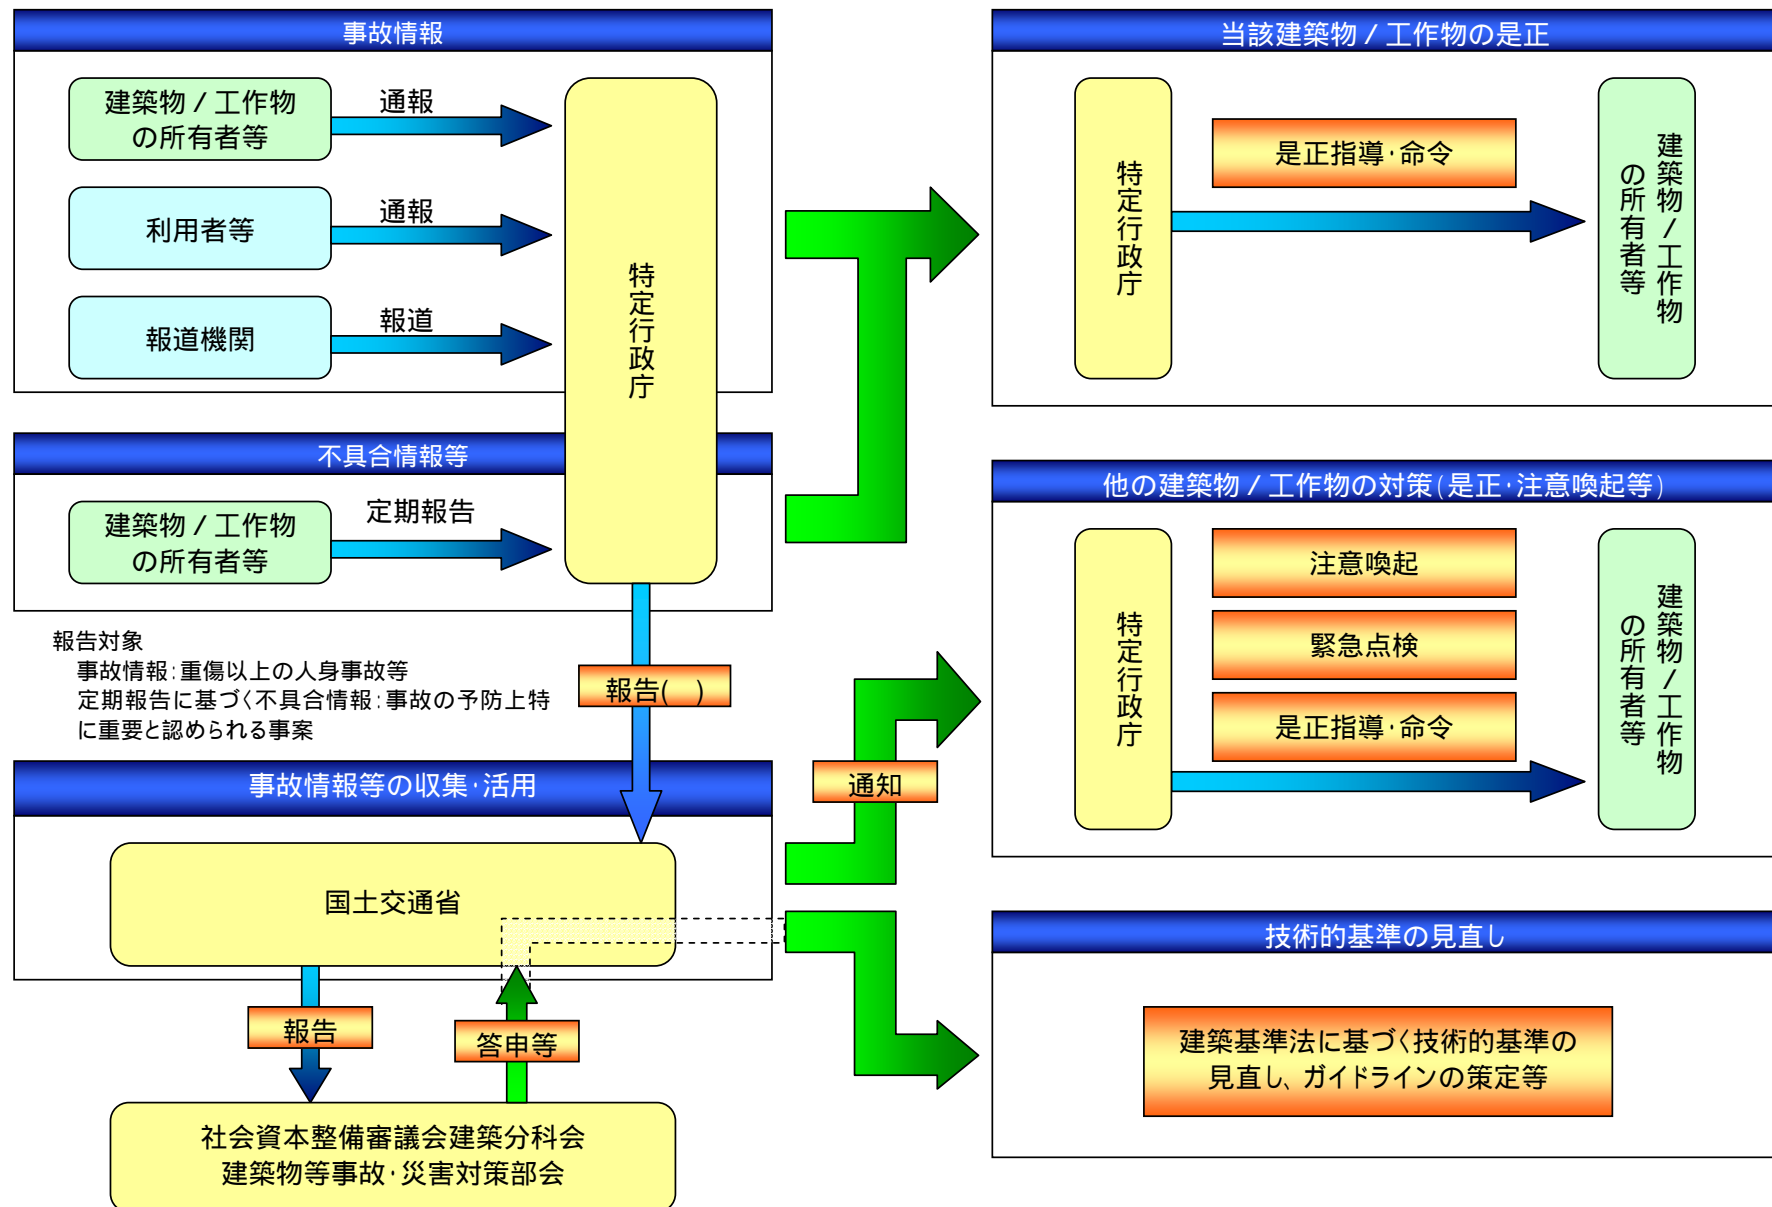 事故情報
建築物/工作物
の所有者等
通報
利用者等
通報
報道機関
報道
特定行政庁
不具合情報等
建築物/工作物
の所有者等
定期報告
報告対象
事故情報:重傷以上の人身事故等
定期報告に基づく不具合情報:事故の予防上特
に重要と認められる事案
報告( )
事故情報等の収集・活用
国土交通省
報告
答申等
社会資本整備審議会建築分科会
建築物等事故・災害対策部会
当該建築物/工作物の是正
特定行政庁
是正指導・命令
建築物/工作物
の所有者等
通知
他の建築物/工作物の対策(是正・注意喚起等)
特定行政庁
注意喚起
緊急点検
是正指導・命令
建築物/工作物
の所有者等
技術的基準の見直し
建築基準法に基づく技術的基準の
見直し、ガイドラインの策定等